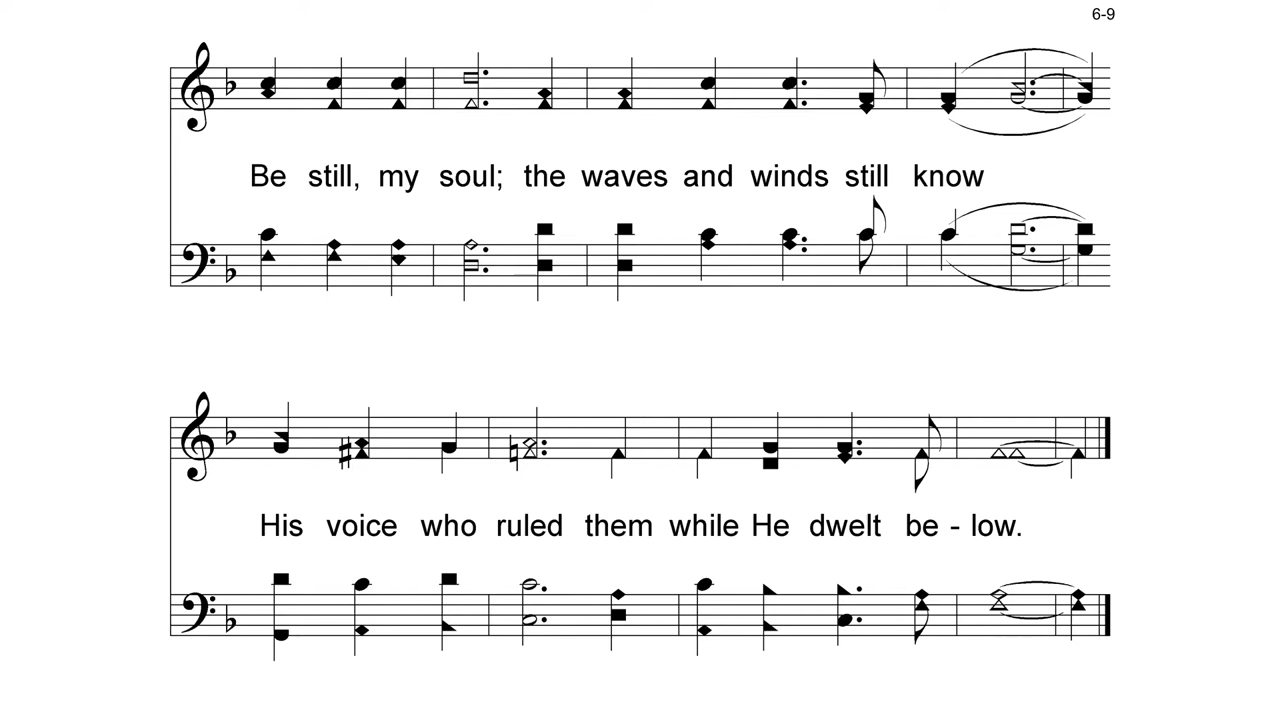 6-9
Be still, my soul; the waves and winds still know
His voice who ruled them while He dwelt be - low.